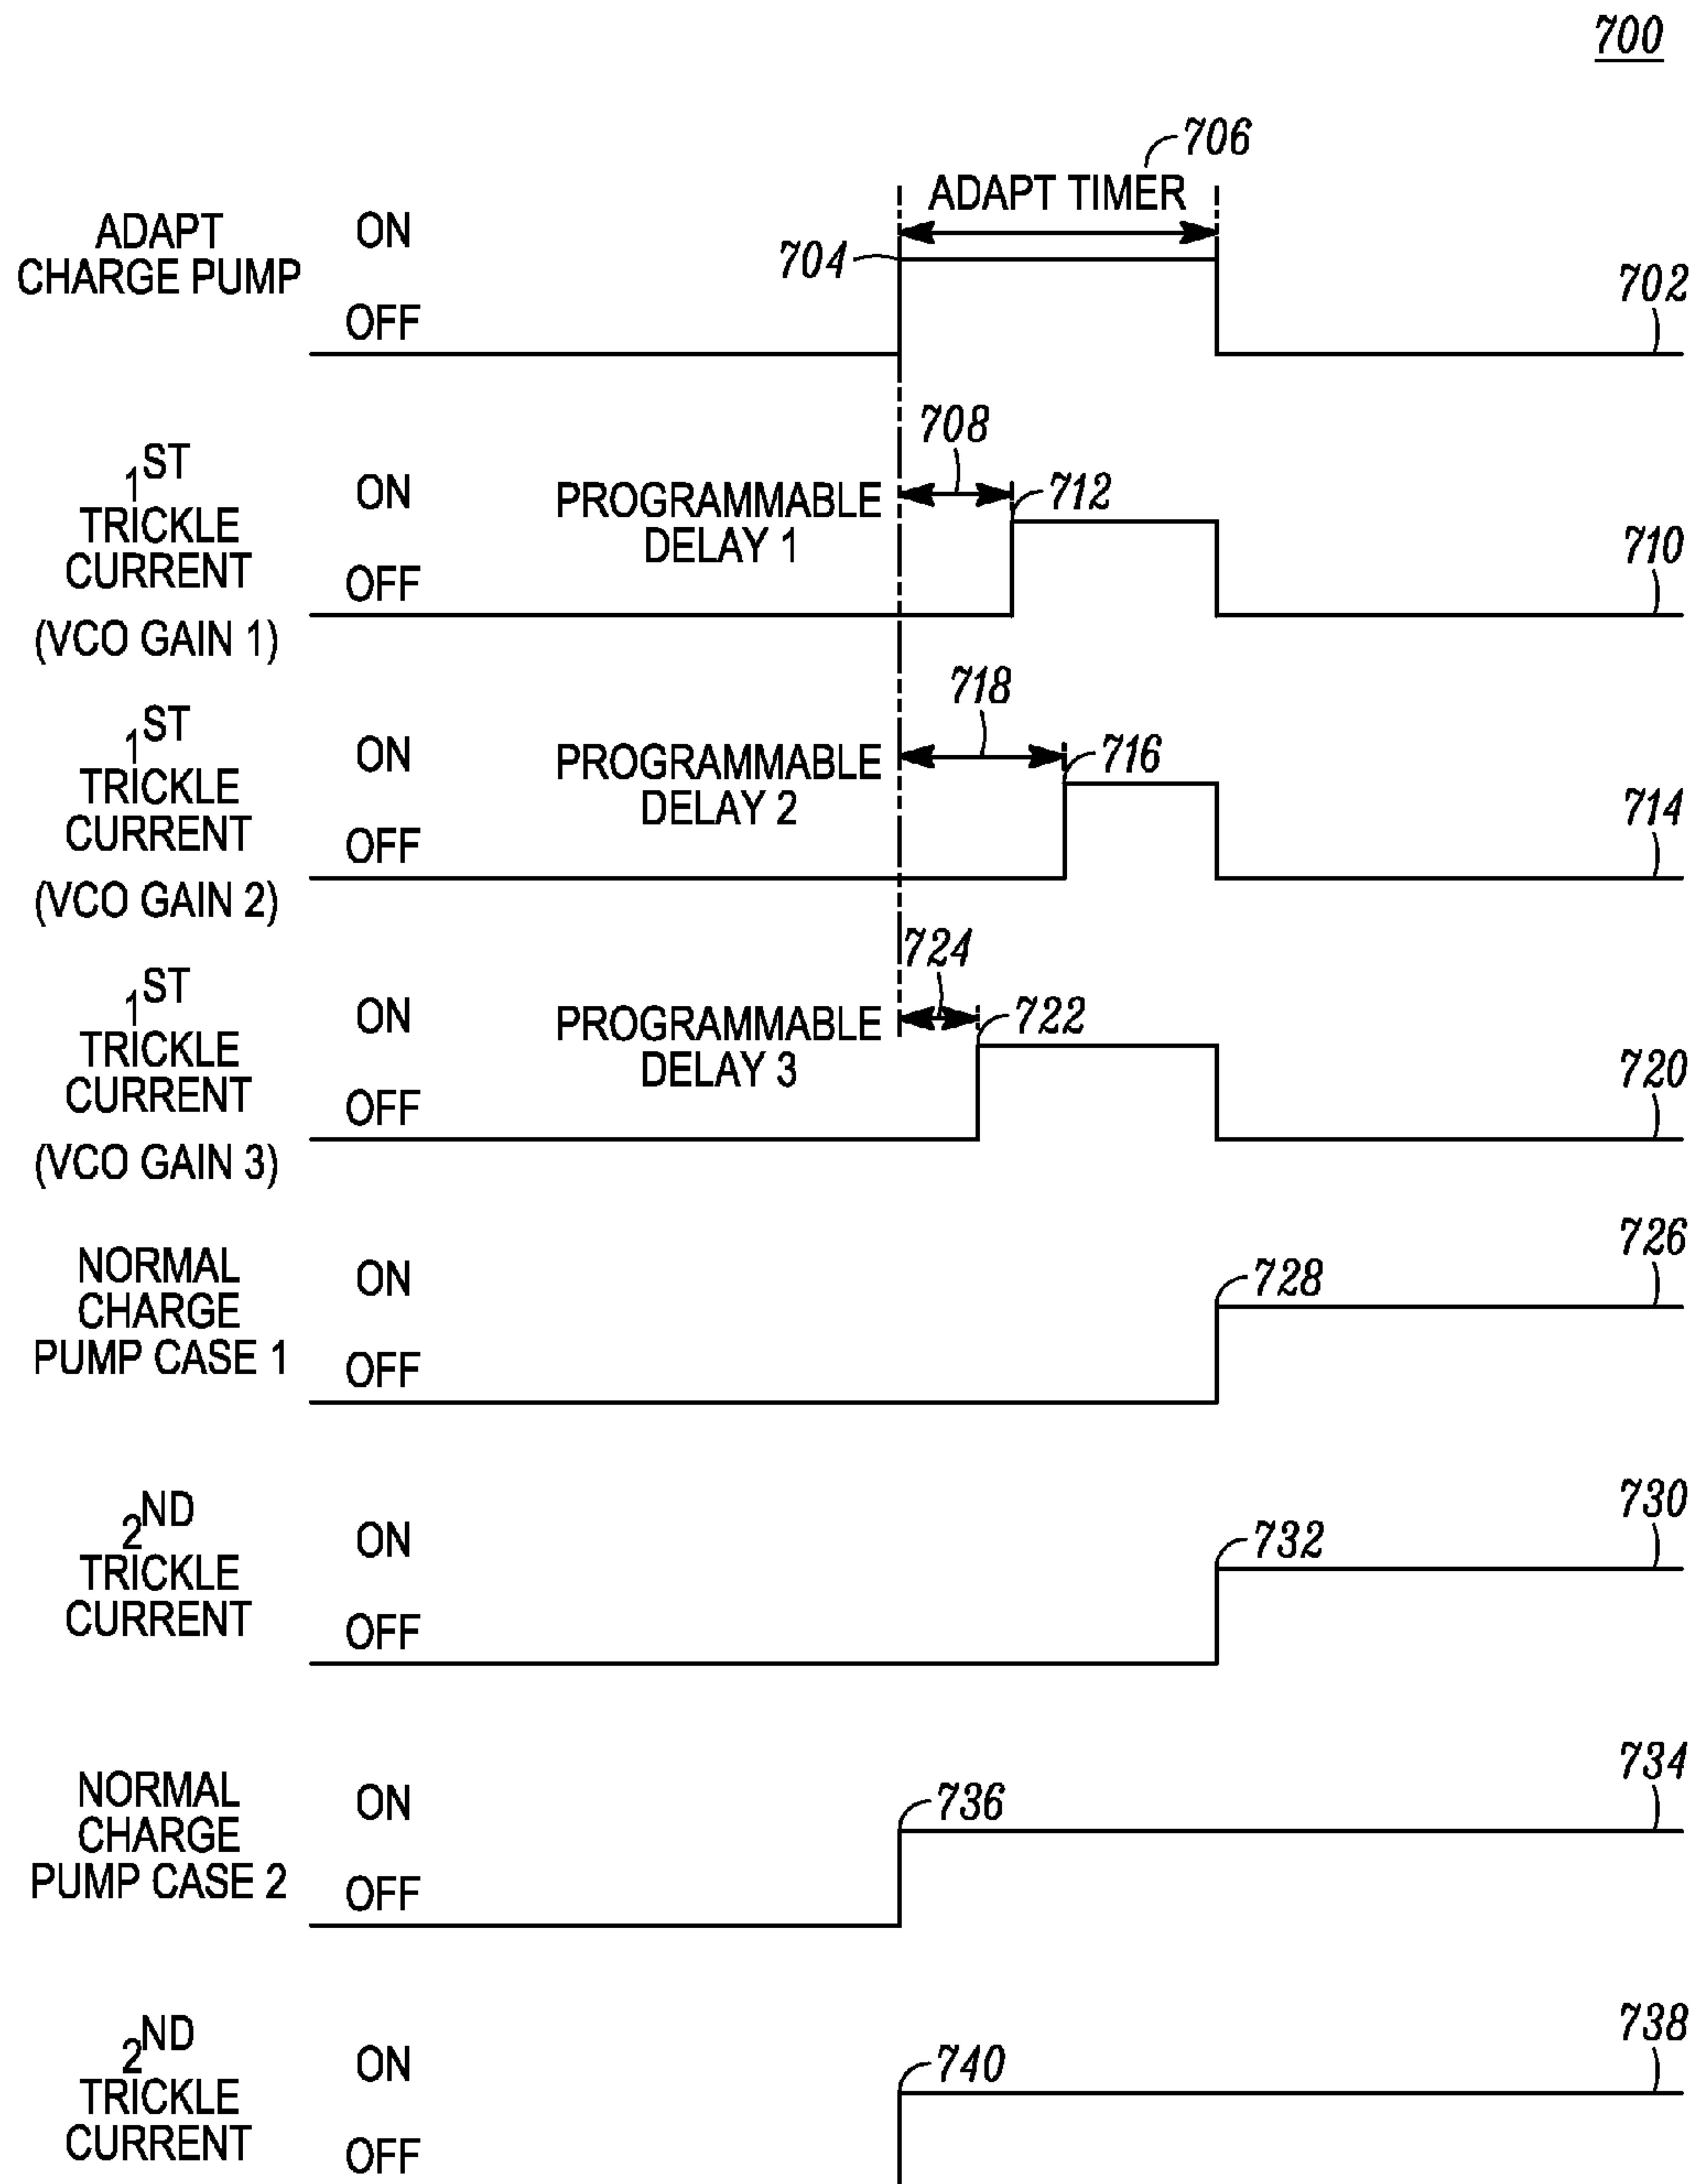 700
706
ADAPT TIMER
ADAPT
CHARGE PUMP
ON
OFF
704
702
708
1ST
TRICKLE
CURRENT
(VCO GAIN 1)
ON
OFF
PROGRAMMABLE
DELAY 1
712
710
718
1ST
TRICKLE
CURRENT
(VCO GAIN 2)
ON
OFF
PROGRAMMABLE
DELAY 2
716
714
724
1ST
TRICKLE
CURRENT
(VCO GAIN 3)
ON
OFF
PROGRAMMABLE
DELAY 3
722
720
NORMAL
CHARGE
PUMP CASE 1
ON
OFF
728
726
2ND
TRICKLE
CURRENT
ON
OFF
732
730
NORMAL
CHARGE
PUMP CASE 2
ON
OFF
736
734
2ND
TRICKLE
CURRENT
ON
OFF
740
738